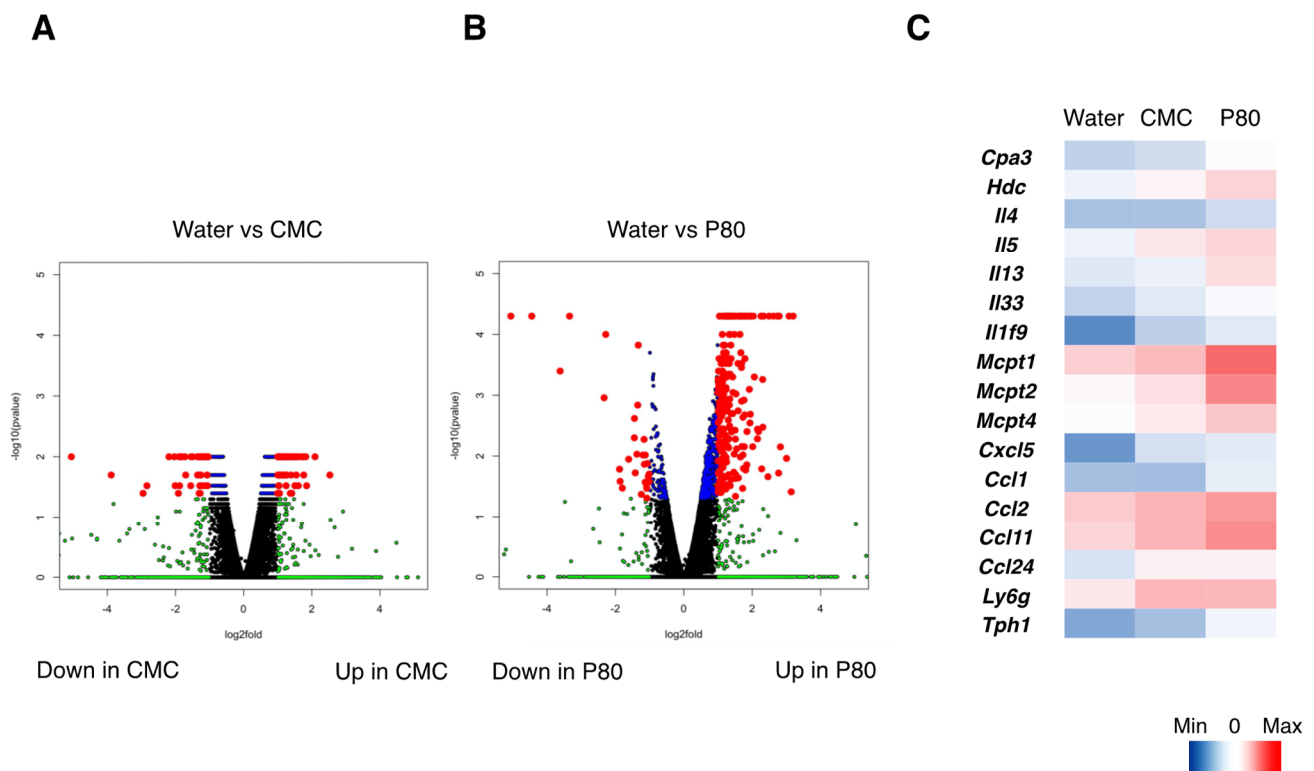 A
B
C
Water vs CMC
Water vs P80
Water CMC P80
-log10(pvalue)
5
4
3
2
1
0
-4 -2 0 2 4
log2fold
Down in CMC
Up in CMC
-log10(pvalue)
5
4
3
2
1
0
-4 -2 0 2 4
log2fold
Down in P80
Up in P80
Cpa3
Hdc
Il4
Il5
Il13
Il33
Il1f9
Mcpt1
Mcpt2
Mcpt4
Cxcl5
Ccl1
Ccl2
Ccl11
Ccl24
Ly6g
Tph1
Min 0 Max